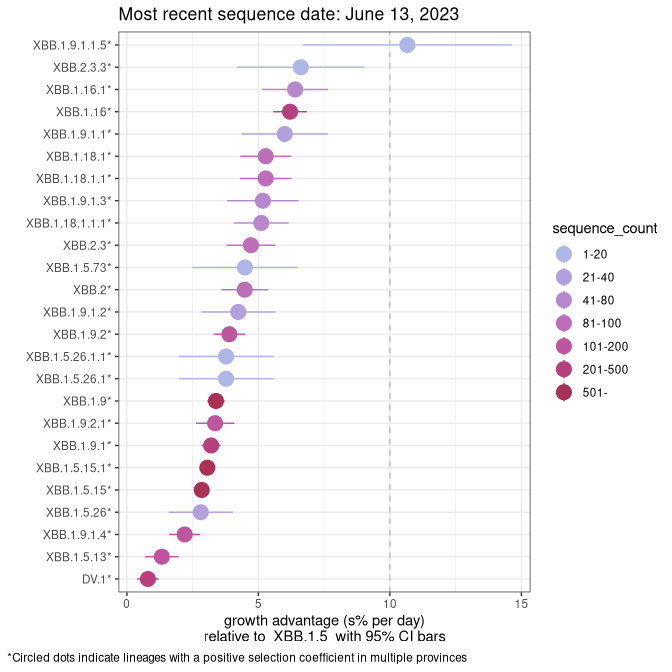 Most recent sequence date: June 13, 2023
XBB.1.9.1.1.5*
XBB.2.3.3*
XBB.1.16.1*
XBB.1.16*
XBB.1.9.1.1*
XBB.1.18.1*
XBB.1.18.1.1*
XBB.1.9.1.3*
XBB.1.18.1.1.1*
XBB.2.3*
XBB.1.5.73*
XBB.2*
XBB.1.9.1.2*
XBB.1.9.2*
XBB.1.5.26.1.1*
XBB.1.5.26.1*
XBB.1.9*
XBB.1.9.2.1*
XBB.1.9.1*
XBB.1.5.15.1*
XBB.1.5.15*
XBB.1.5.26*
XBB.1.9.1.4*
XBB.1.5.13*
DV.1*
0 5 10 15
growth advantage (s% per day)
relative to XBB.1.5 with 95% CI bars
sequence_count
1-20
21-40
41-80
81-100
101-200
201-500
501-
*Circled dots indicate lineages with a positive selection coefficient in multiple provinces